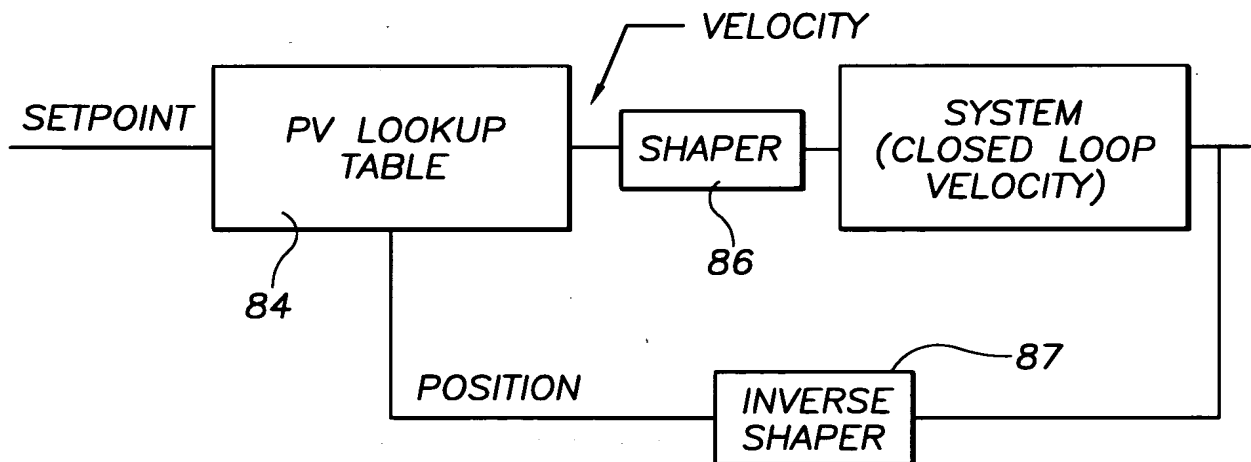 VELOCITY
SETPOINT
PV LOOKUP
TABLE
SHAPER
SYSTEM
(CLOSED LOOP
VELOCITY)
84
86
87
POSITION
INVERSE
SHAPER